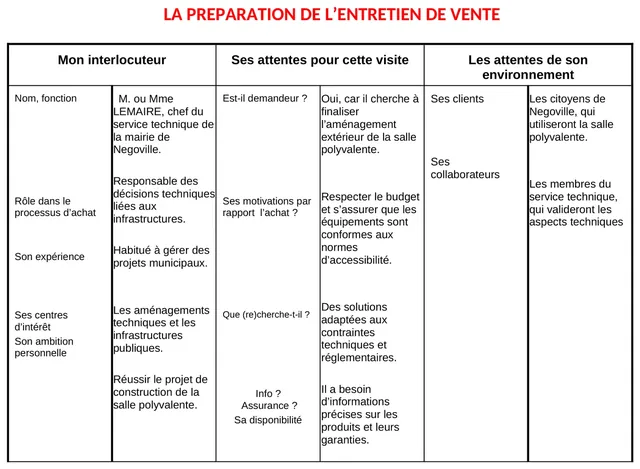 LA PREPARATION DE L’ENTRETIEN DE VENTE
Mon interlocuteur
Ses attentes pour cette visite
Les attentes de son
environnement
Nom, fonction
M. ou Mme
LEMAIRE, chef du
service technique de
la mairie de
Negoville.
Rôle dans le
processus d’achat
Responsable des
décisions techniques
liées aux
infrastructures.
Son expérience
Habitué à gérer des
projets municipaux.
Ses centres
d’intérêt
Les aménagements
techniques et les
infrastructures
publiques.
Son ambition
personnelle
Réussir le projet de
construction de la
salle polyvalente.
Est-il demandeur ?
Oui, car il cherche à
finaliser
l’aménagement
extérieur de la salle
polyvalente.
Ses motivations par
rapport l’achat ?
Respecter le budget
et s’assurer que les
équipements sont
conformes aux
normes
d’accessibilité.
Que (re)cherche-t-il ?
Des solutions
adaptées aux
contraintes
techniques et
réglementaires.
Info ?
Assurance ?
Sa disponibilité
Il a besoin
d’informations
précises sur les
produits et leurs
garanties.
Ses clients
Les citoyens de
Negoville, qui
utiliseront la salle
polyvalente.
Ses
collaborateurs
Les membres du
service technique,
qui valideront les
aspects techniques